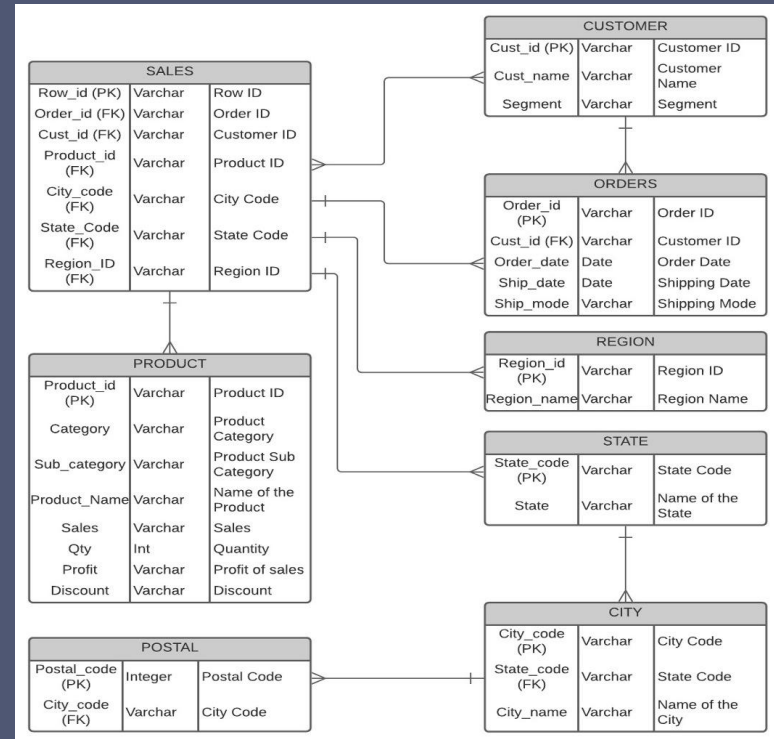 SALES
Row_id (PK) Varchar Row ID
Order_id (FK) Varchar Order ID
Cust_id (FK) Varchar Customer ID
Product_id
(FK) Varchar Product ID
City_code
(FK) Varchar City Code
State_Code
(FK) Varchar State Code
Region_ID
(FK) Varchar Region ID
PRODUCT
Product_id
(PK) Varchar Product ID
Category Varchar Product
Category
Sub_category Varchar Product Sub
Category
Product_Name Varchar Name of the
Product
Sales Varchar Sales
Qty Int Quantity
Profit Varchar Profit of sales
Discount Varchar Discount
POSTAL
Postal_code
(PK) Integer Postal Code
City_code
(FK) Varchar City Code
CUSTOMER
Cust_id (PK) Varchar Customer ID
Cust_name Varchar Customer
Name
Segment Varchar Segment
ORDERS
Order_id
(PK) Varchar Order ID
Cust_id (FK) Varchar Customer ID
Order_date Date Order Date
Ship_date Date Shipping Date
Ship_mode Varchar Shipping Mode
REGION
Region_id
(PK) Varchar Region ID
Region_name Varchar Region Name
STATE
State_code
(PK) Varchar State Code
State Varchar Name of the
State
CITY
City_code
(PK) Varchar City Code
State_code
(FK) Varchar State Code
City_name Varchar Name of the
City